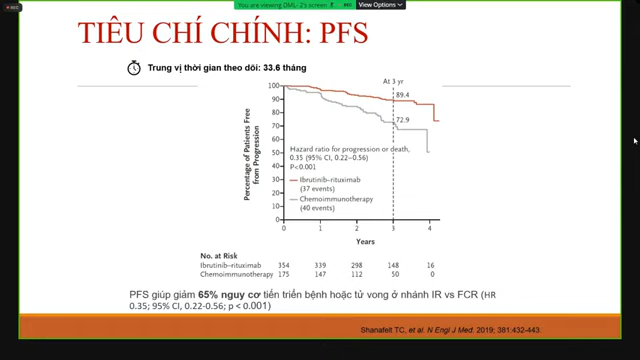 You are viewing DML-2's screen
View Options
REC
TIÊU CHÍ CHÍNH: PFS
Trung vị thời gian theo dõi: 33.6 tháng
Percentage of Patients Free from Progression
100
90
80
70
60
50
40
30
20
10
0
At 3 yr
89.4
72.9
Hazard ratio for progression or death,
0.35 (95% CI, 0.22–0.56)
P<0.001
Ibrutinib–rituximab
(37 events)
Chemoimmunotherapy
(40 events)
0 1 2 3 4
Years
No. at Risk
Ibrutinib–rituximab 354 339 298 148 16
Chemoimmunotherapy 175 147 112 50 0
PFS giúp giảm 65% nguy cơ tiến triển bệnh hoặc tử vong ở nhánh IR vs FCR (HR
0.35; 95% CI, 0.22-0.56; p < 0.001)
Shanafelt TC, et al. N Engl J Med. 2019; 381:432-443.